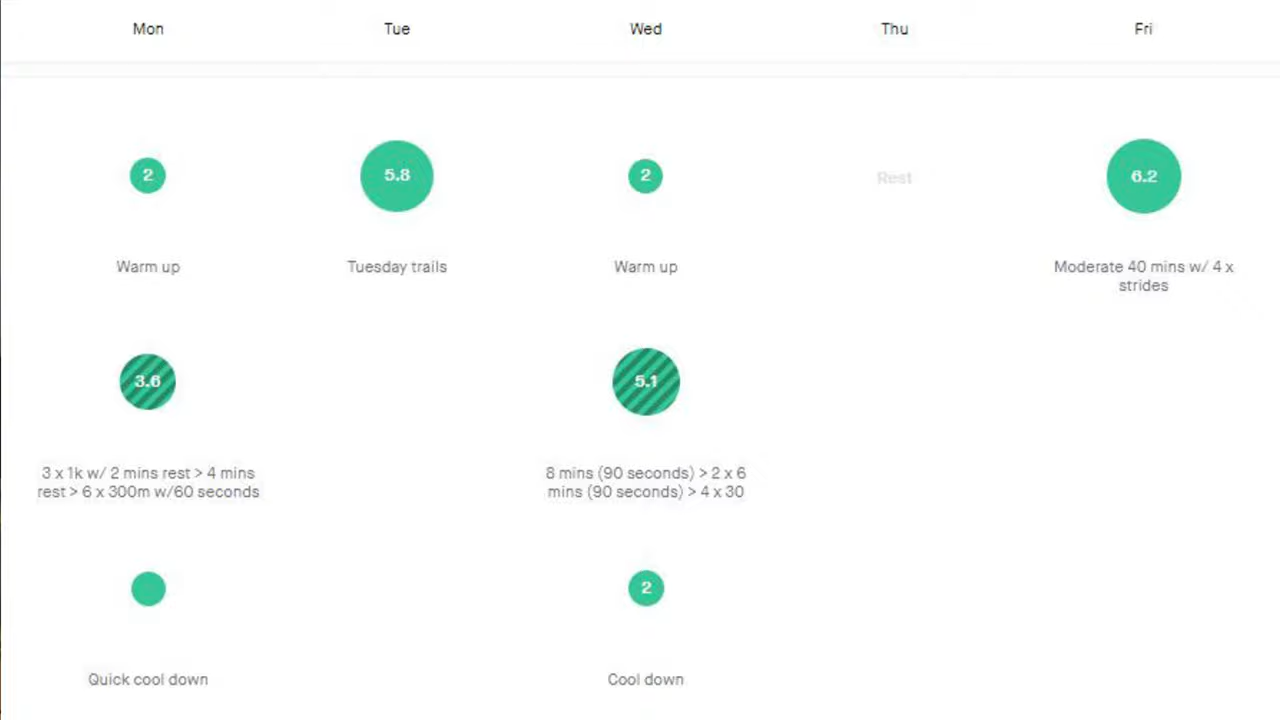 Mon Tue Wed Thu Fri
2 5.8 2 Rest 6.2
Warm up Tuesday trails Warm up Moderate 40 mins w/ 4 x
strides
3.6 5.1
3 x 1k w/ 2 mins rest > 4 mins 8 mins (90 seconds) > 2 x 6
rest > 6 x 300m w/60 seconds mins (90 seconds) > 4 x 30
2
Quick cool down Cool down